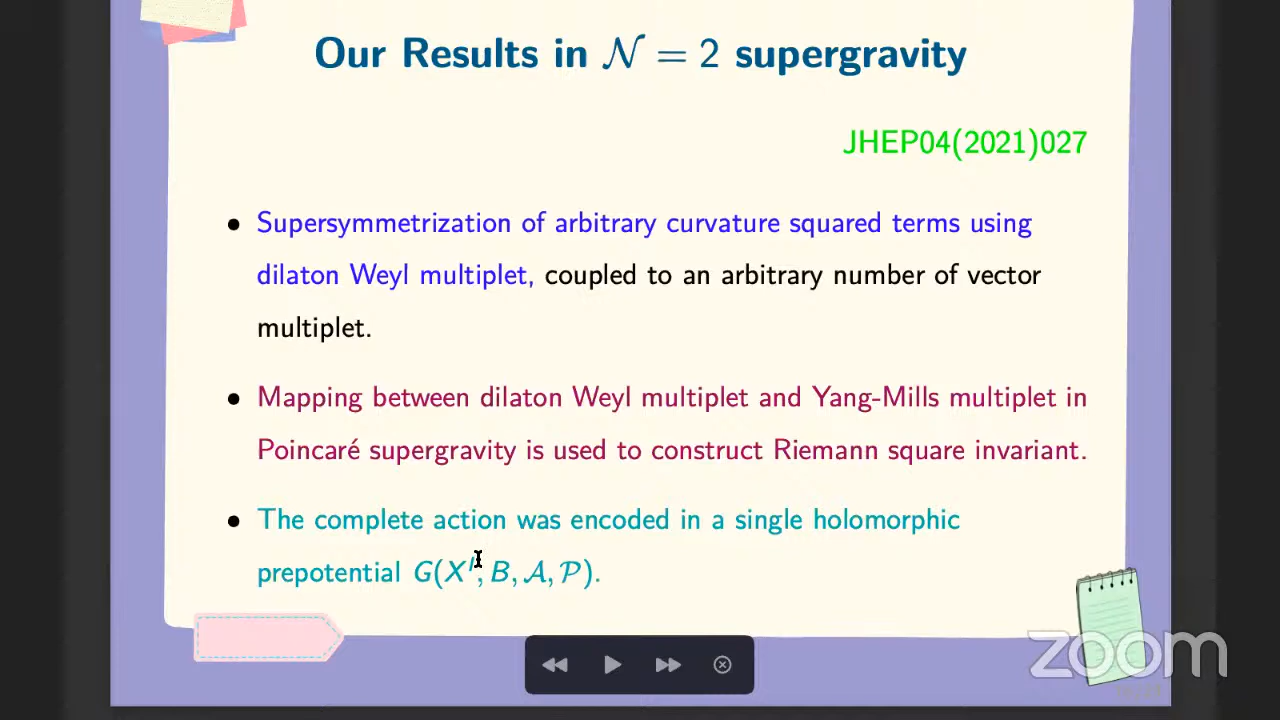 Our Results in 𝒩 = 2 supergravity
JHEP04(2021)027
• Supersymmetrization of arbitrary curvature squared terms using
dilaton Weyl multiplet, coupled to an arbitrary number of vector
multiplet.
• Mapping between dilaton Weyl multiplet and Yang-Mills multiplet in
Poincaré supergravity is used to construct Riemann square invariant.
• The complete action was encoded in a single holomorphic
prepotential G(X^I, B, 𝒜, 𝒫).
zoom